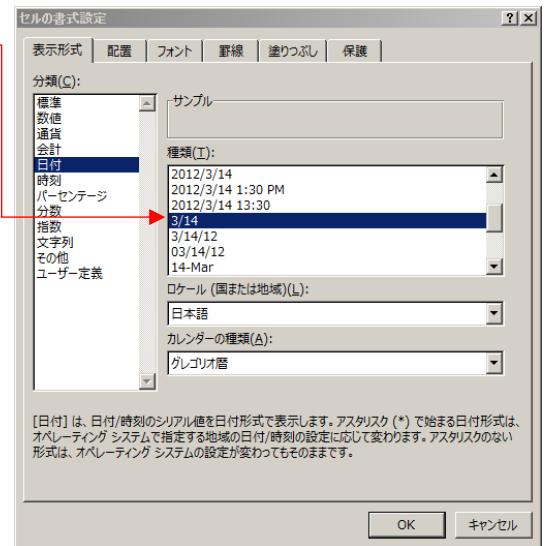 セルの書式設定
表示形式 配置 フォント 罫線 塗りつぶし 保護
分類(C):
標準
数値
通貨
会計
日付
時刻
パーセンテージ
分数
指数
文字列
その他
ユーザー定義
サンプル
種類(T):
2012/3/14
2012/3/14 1:30 PM
2012/3/14 13:30
3/14
3/14/12
03/14/12
14-Mar
ロケール (国または地域)(L):
日本語
カレンダーの種類(A):
グレゴリオ暦
[日付] は、日付/時刻のシリアル値を日付形式で表示します。アスタリスク (*) で始まる日付形式は、
オペレーティング システムで指定する地域の日付/時刻の設定に応じて変わります。アスタリスクのない
形式は、オペレーティング システムの設定が変わってもそのままです。
OK キャンセル